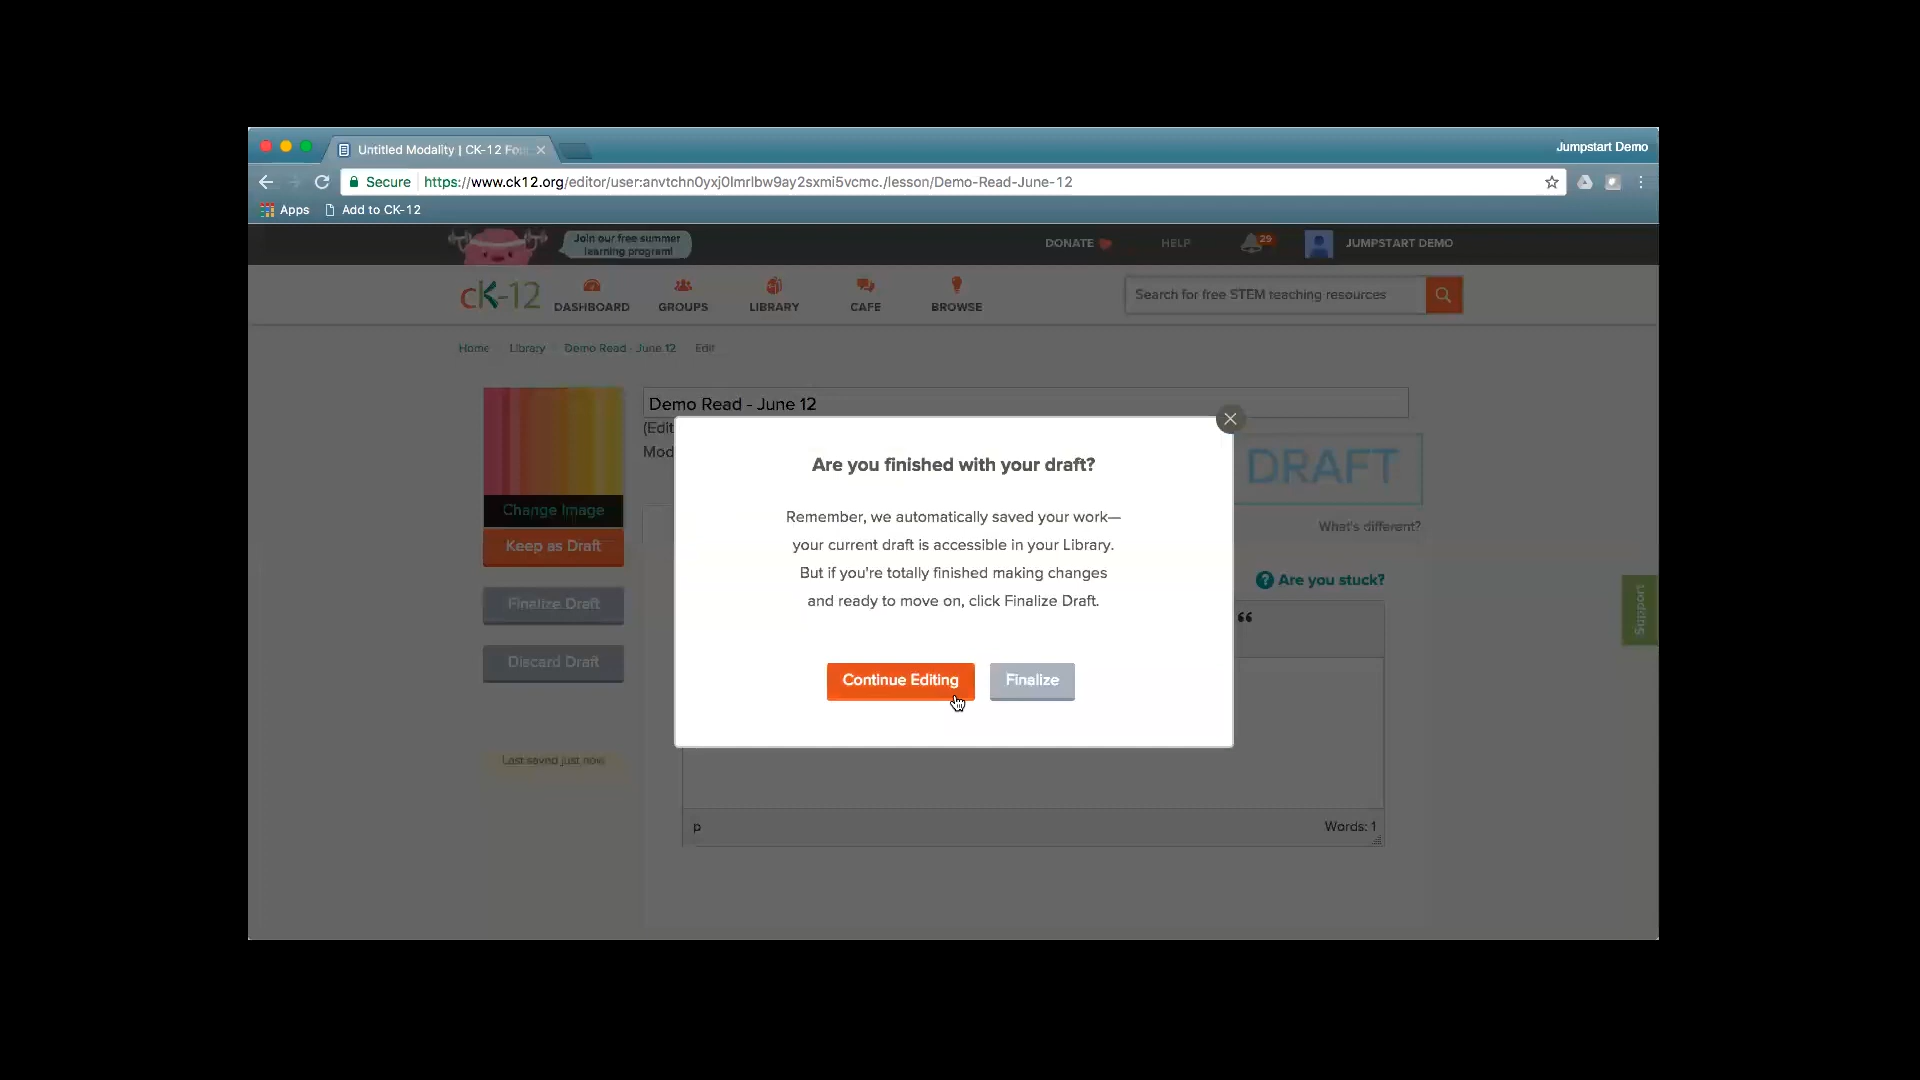 Untitled Modality | CK-12 Fou
Jumpstart Demo
Secure https://www.ck12.org/editor/user:anvtchn0yxj0lmrlbw9ay2sxmi5vcmc./lesson/Demo-Read-June-12
Apps Add to CK-12
Join our free summer
learning program!
DONATE HELP 29 JUMPSTART DEMO
cK-12 DASHBOARD GROUPS LIBRARY CAFE BROWSE
Search for free STEM teaching resources
Home Library Demo Read - June 12 Edit
Demo Read - June 12
(Edit
Mod
DRAFT
What's different?
Change Image
Keep as Draft
Finalize Draft
Discard Draft
Last saved just now
Are you stuck?
Support
Are you finished with your draft?
Remember, we automatically saved your work—
your current draft is accessible in your Library.
But if you're totally finished making changes
and ready to move on, click Finalize Draft.
Continue Editing Finalize
p Words: 1